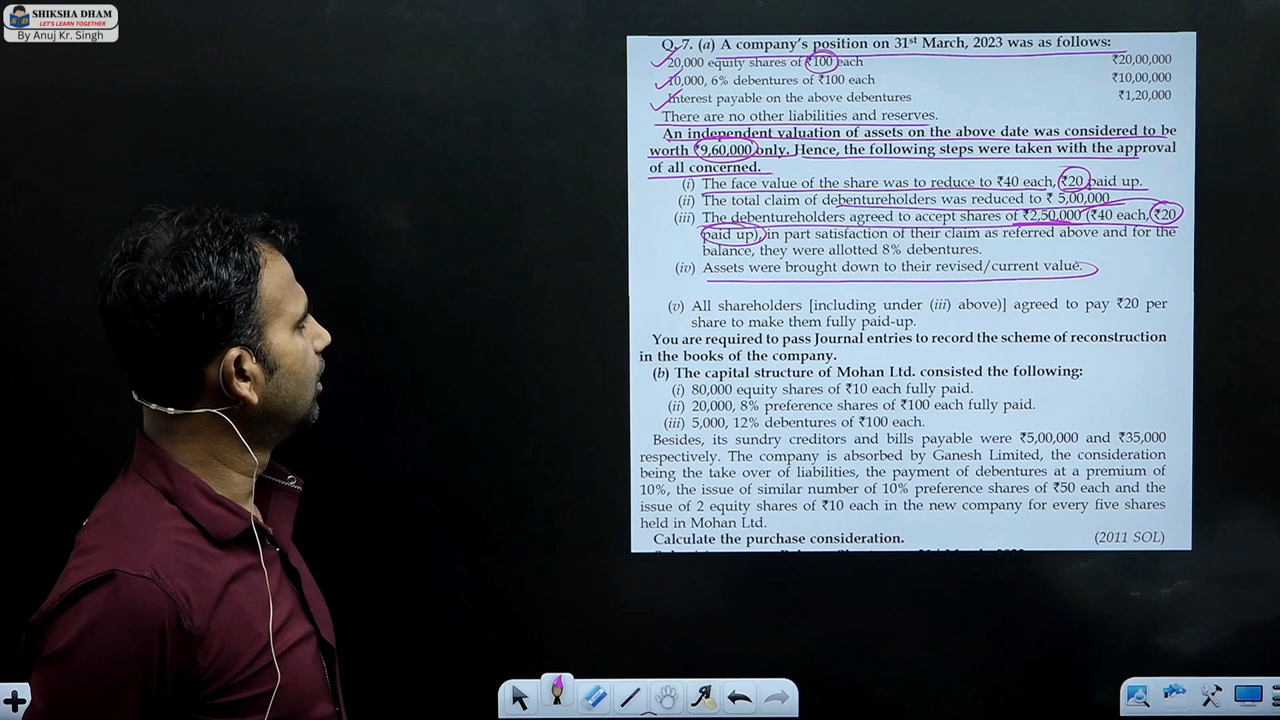 SHIKSHA DHAM
LET'S LEARN TOGETHER
By Anuj Kr. Singh
Q. 7. (a) A company's position on 31st March, 2023 was as follows:
20,000 equity shares of ₹100 each ₹20,00,000
10,000, 6% debentures of ₹100 each ₹10,00,000
Interest payable on the above debentures ₹1,20,000
There are no other liabilities and reserves.
An independent valuation of assets on the above date was considered to be
worth ₹9,60,000 only. Hence, the following steps were taken with the approval
of all concerned.
(i) The face value of the share was to reduce to ₹40 each, ₹20 paid up.
(ii) The total claim of debentureholders was reduced to ₹ 5,00,000
(iii) The debentureholders agreed to accept shares of ₹2,50,000 (₹40 each, ₹20
paid up), in part satisfaction of their claim as referred above and for the
balance, they were allotted 8% debentures.
(iv) Assets were brought down to their revised/current value.
(v) All shareholders [including under (iii) above)] agreed to pay ₹20 per
share to make them fully paid-up.
You are required to pass Journal entries to record the scheme of reconstruction
in the books of the company.
(b) The capital structure of Mohan Ltd. consisted the following:
(i) 80,000 equity shares of ₹10 each fully paid.
(ii) 20,000, 8% preference shares of ₹100 each fully paid.
(iii) 5,000, 12% debentures of ₹100 each.
Besides, its sundry creditors and bills payable were ₹5,00,000 and ₹35,000
respectively. The company is absorbed by Ganesh Limited, the consideration
being the take over of liabilities, the payment of debentures at a premium of
10%, the issue of similar number of 10% preference shares of ₹50 each and the
issue of 2 equity shares of ₹10 each in the new company for every five shares
held in Mohan Ltd.
Calculate the purchase consideration. (2011 SOL)